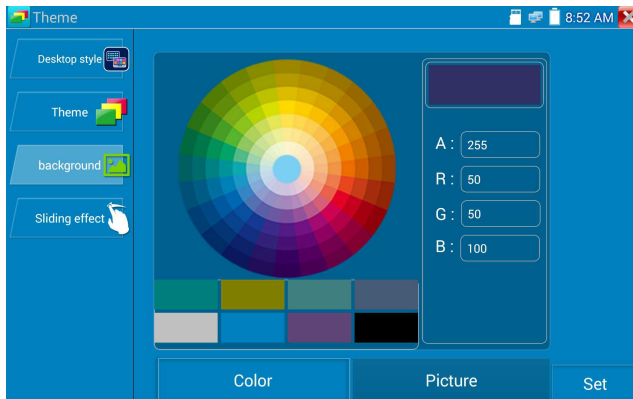 Theme
8:52 AM
Desktop style
Theme
background
Sliding effect
A : 255
R : 50
G : 50
B : 100
Color
Picture
Set